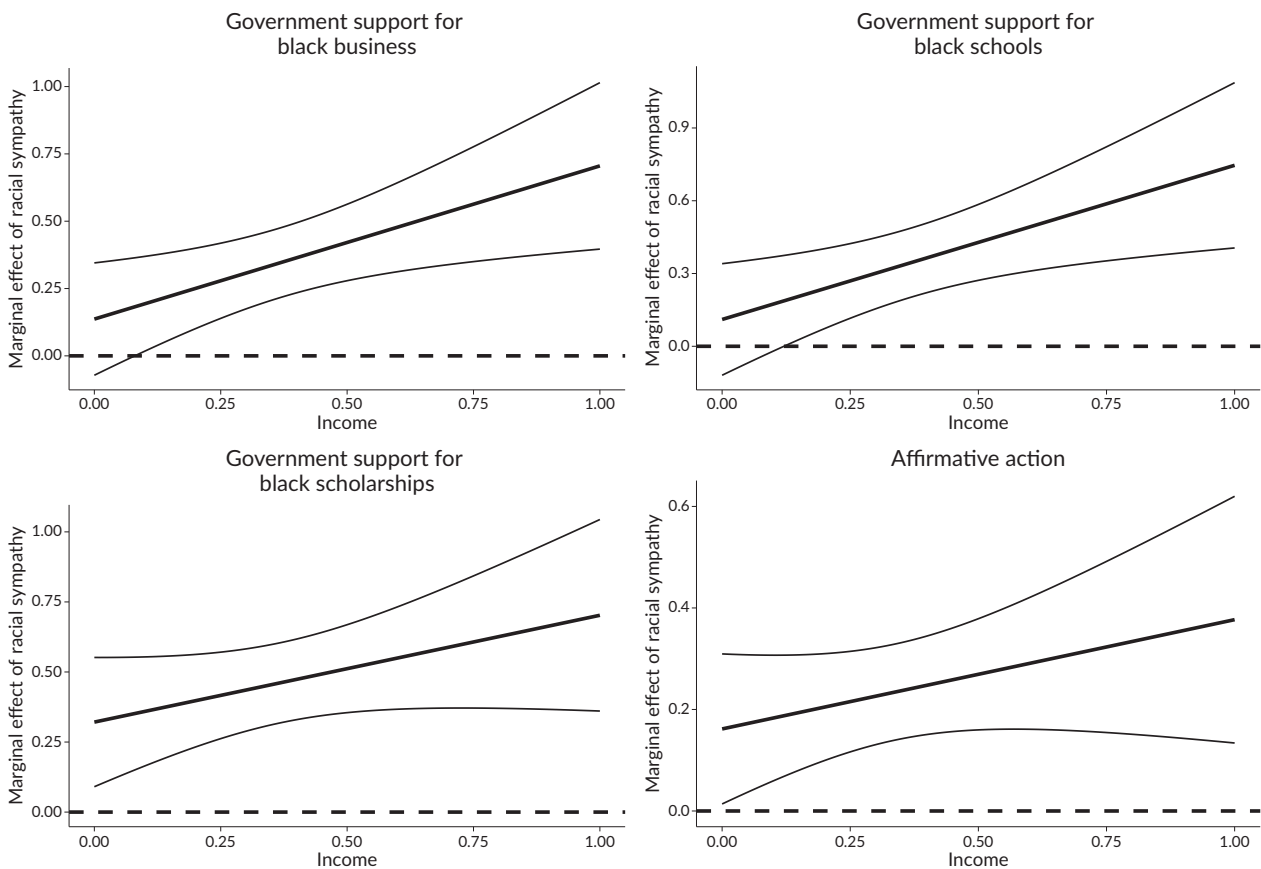 Government support for
black business
Marginal effect of racial sympathy
1.00
0.75
0.50
0.25
0.00
0.00 0.25 0.50 0.75 1.00
Income
Government support for
black schools
Marginal effect of racial sympathy
0.9
0.6
0.3
0.0
0.00 0.25 0.50 0.75 1.00
Income
Government support for
black scholarships
Marginal effect of racial sympathy
1.00
0.75
0.50
0.25
0.00
0.00 0.25 0.50 0.75 1.00
Income
Affirmative action
Marginal effect of racial sympathy
0.6
0.4
0.2
0.0
0.00 0.25 0.50 0.75 1.00
Income